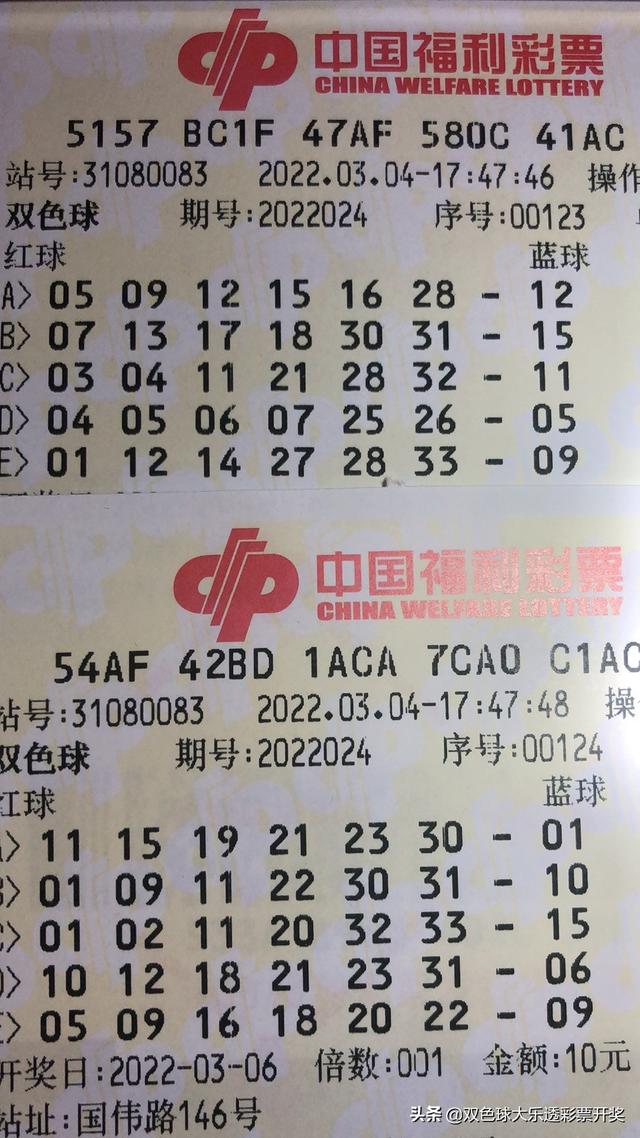 中国福利彩票
CHINA WELFARE LOTTERY
5157 BC1F 47AF 580C 41AC
站号:31080083 2022.03.04-17:47:46 操作
双色球 期号:2022024 序号:00123
红球 蓝球
A> 05 09 12 15 16 28 - 12
B> 07 13 17 18 30 31 - 15
C> 03 04 11 21 28 32 - 11
D> 04 05 06 07 25 26 - 05
E> 01 12 14 27 28 33 - 09
中国福利彩票
CHINA WELFARE LOTTERY
54AF 42BD 1ACA 7CA0 C1AC
站号:31080083 2022.03.04-17:47:48 操
双色球 期号:2022024 序号:00124
红球 蓝球
> 11 15 19 21 23 30 - 01
> 01 09 11 22 30 31 - 10
> 01 02 11 20 32 33 - 15
> 10 12 18 21 23 31 - 06
> 05 09 16 18 20 22 - 09
开奖日:2022-03-06 倍数:001 金额:10元
站址:国伟路146号
头条 @双色球大乐透彩票开奖